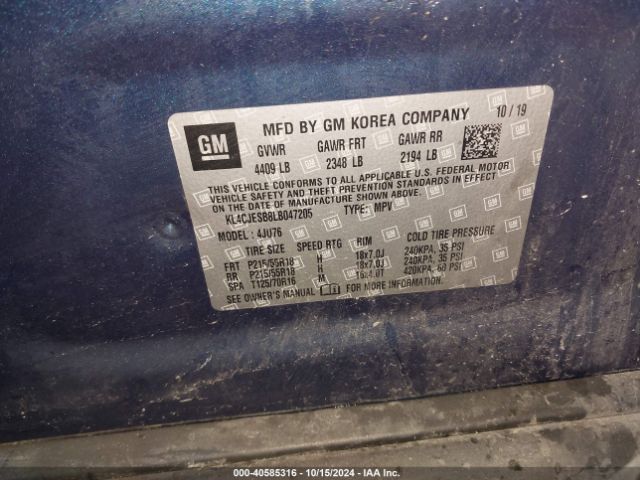 GM
MFD BY GM KOREA COMPANY 10 / 19
GVWR GAWR FRT GAWR RR
4409 LB 2348 LB 2194 LB
THIS VEHICLE CONFORMS TO ALL APPLICABLE U.S. FEDERAL MOTOR
VEHICLE SAFETY AND THEFT PREVENTION STANDARDS IN EFFECT
ON THE DATE OF MANUFACTURE SHOWN ABOVE.
KL4CJESB8LB047205 TYPE: MPV
MODEL: 4JU76
TIRE SIZE SPEED RTG RIM COLD TIRE PRESSURE
FRT P215/55R18 H 18x7.0J 240KPA, 35 PSI
RR P215/55R18 H 18x7.0J 240KPA, 35 PSI
SPA T125/70R16 M 16x4.0T 420KPA, 60 PSI
SEE OWNER'S MANUAL FOR MORE INFORMATION.
000-40585316 - 10/15/2024 - IAA Inc.